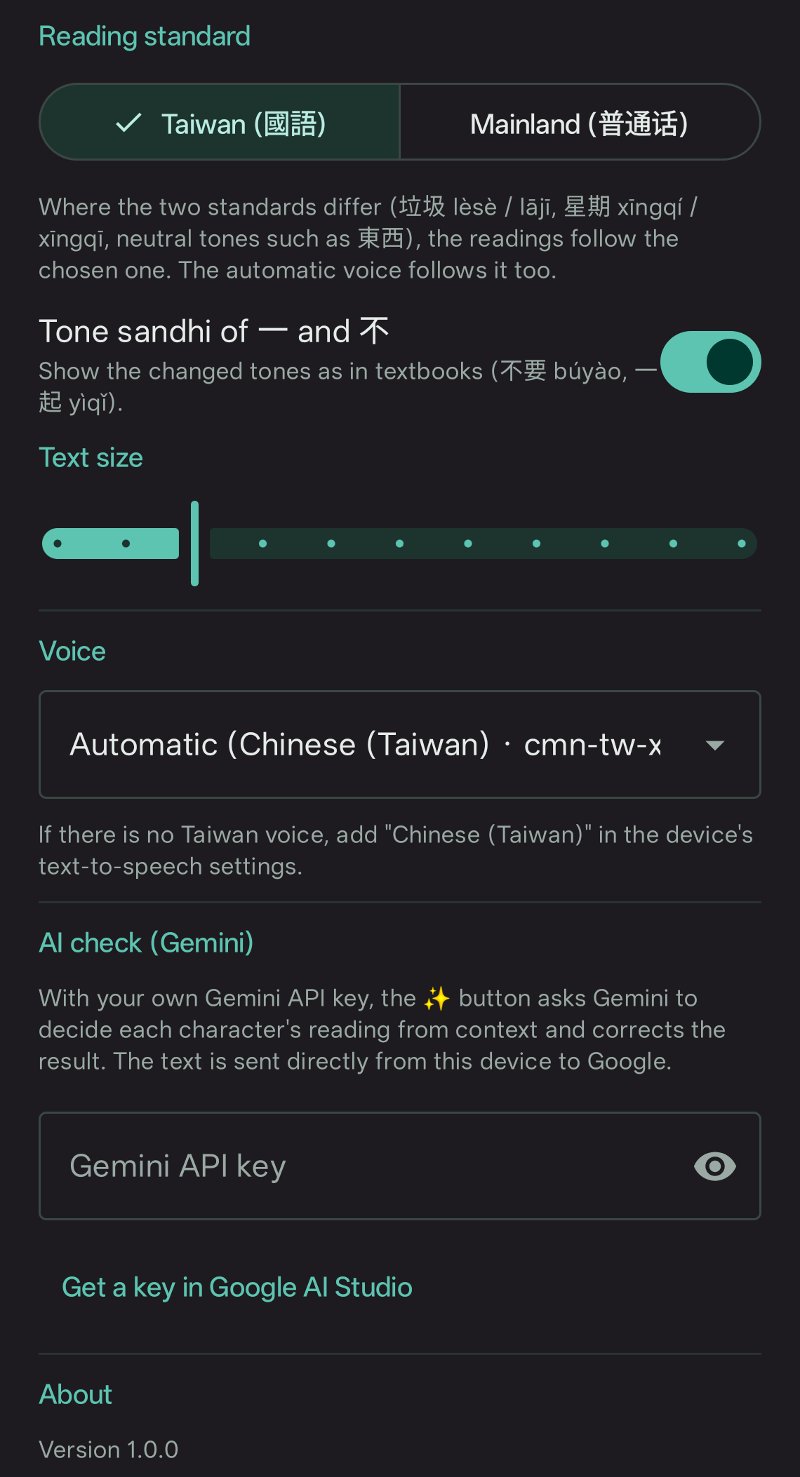 Reading standard
Taiwan (國語)
Mainland (普通话)
Where the two standards differ (垃圾 lèsè / lājī, 星期 xīngqí /
xīngqī, neutral tones such as 東西), the readings follow the
chosen one. The automatic voice follows it too.
Tone sandhi of 一 and 不
Show the changed tones as in textbooks (不要 búyào, 一
起 yìqǐ).
Text size
Voice
Automatic (Chinese (Taiwan) · cmn-tw-x
If there is no Taiwan voice, add "Chinese (Taiwan)" in the device's
text-to-speech settings.
AI check (Gemini)
With your own Gemini API key, the ✨ button asks Gemini to
decide each character's reading from context and corrects the
result. The text is sent directly from this device to Google.
Gemini API key
Get a key in Google AI Studio
About
Version 1.0.0